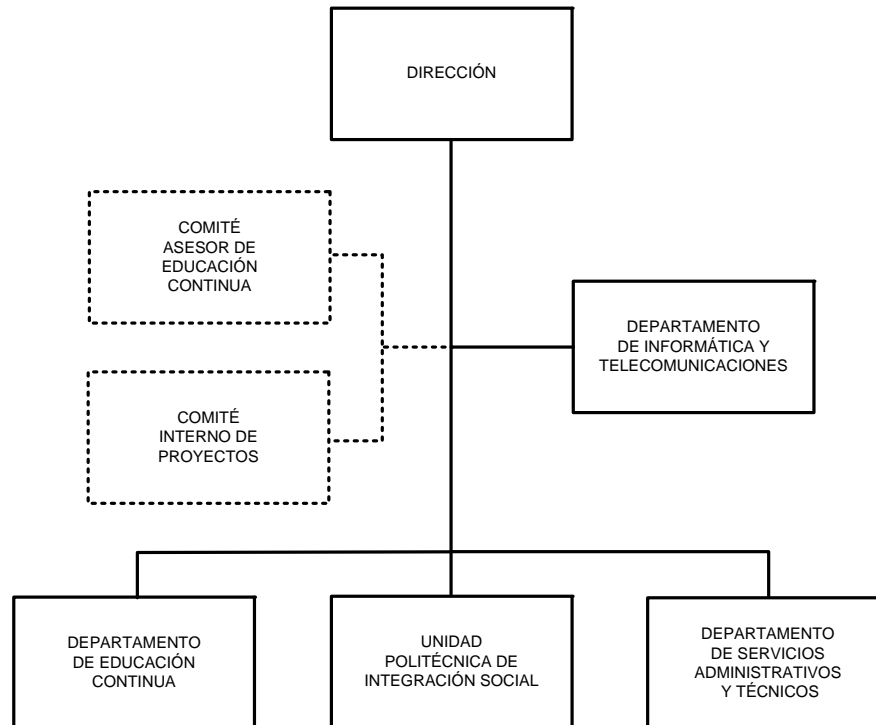 DIRECCIÓN
COMITÉ
ASESOR DE
EDUCACIÓN
CONTINUA
DEPARTAMENTO
DE INFORMÁTICA Y
TELECOMUNICACIONES
COMITÉ
INTERNO DE
PROYECTOS
DEPARTAMENTO
DE EDUCACIÓN
CONTINUA
UNIDAD
POLITÉCNICA DE
INTEGRACIÓN SOCIAL
DEPARTAMENTO
DE SERVICIOS
ADMINISTRATIVOS
Y TÉCNICOS